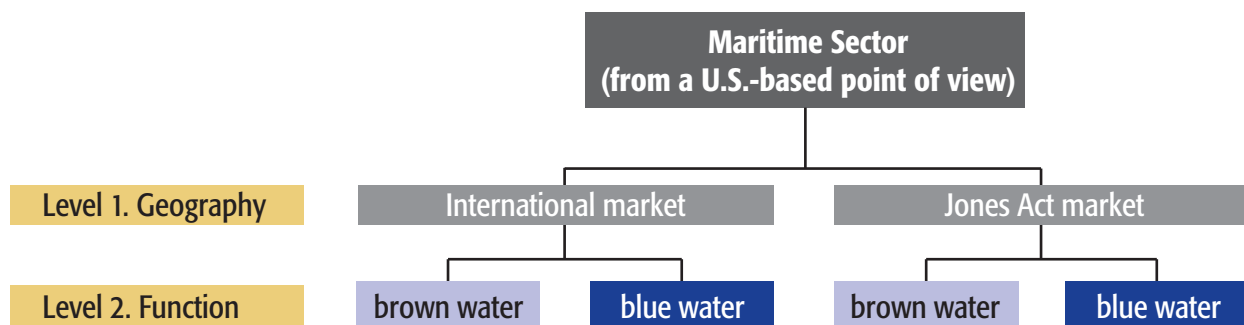 Maritime Sector
(from a U.S.-based point of view)
Level 1. Geography
International market
Jones Act market
Level 2. Function
brown water
blue water
brown water
blue water